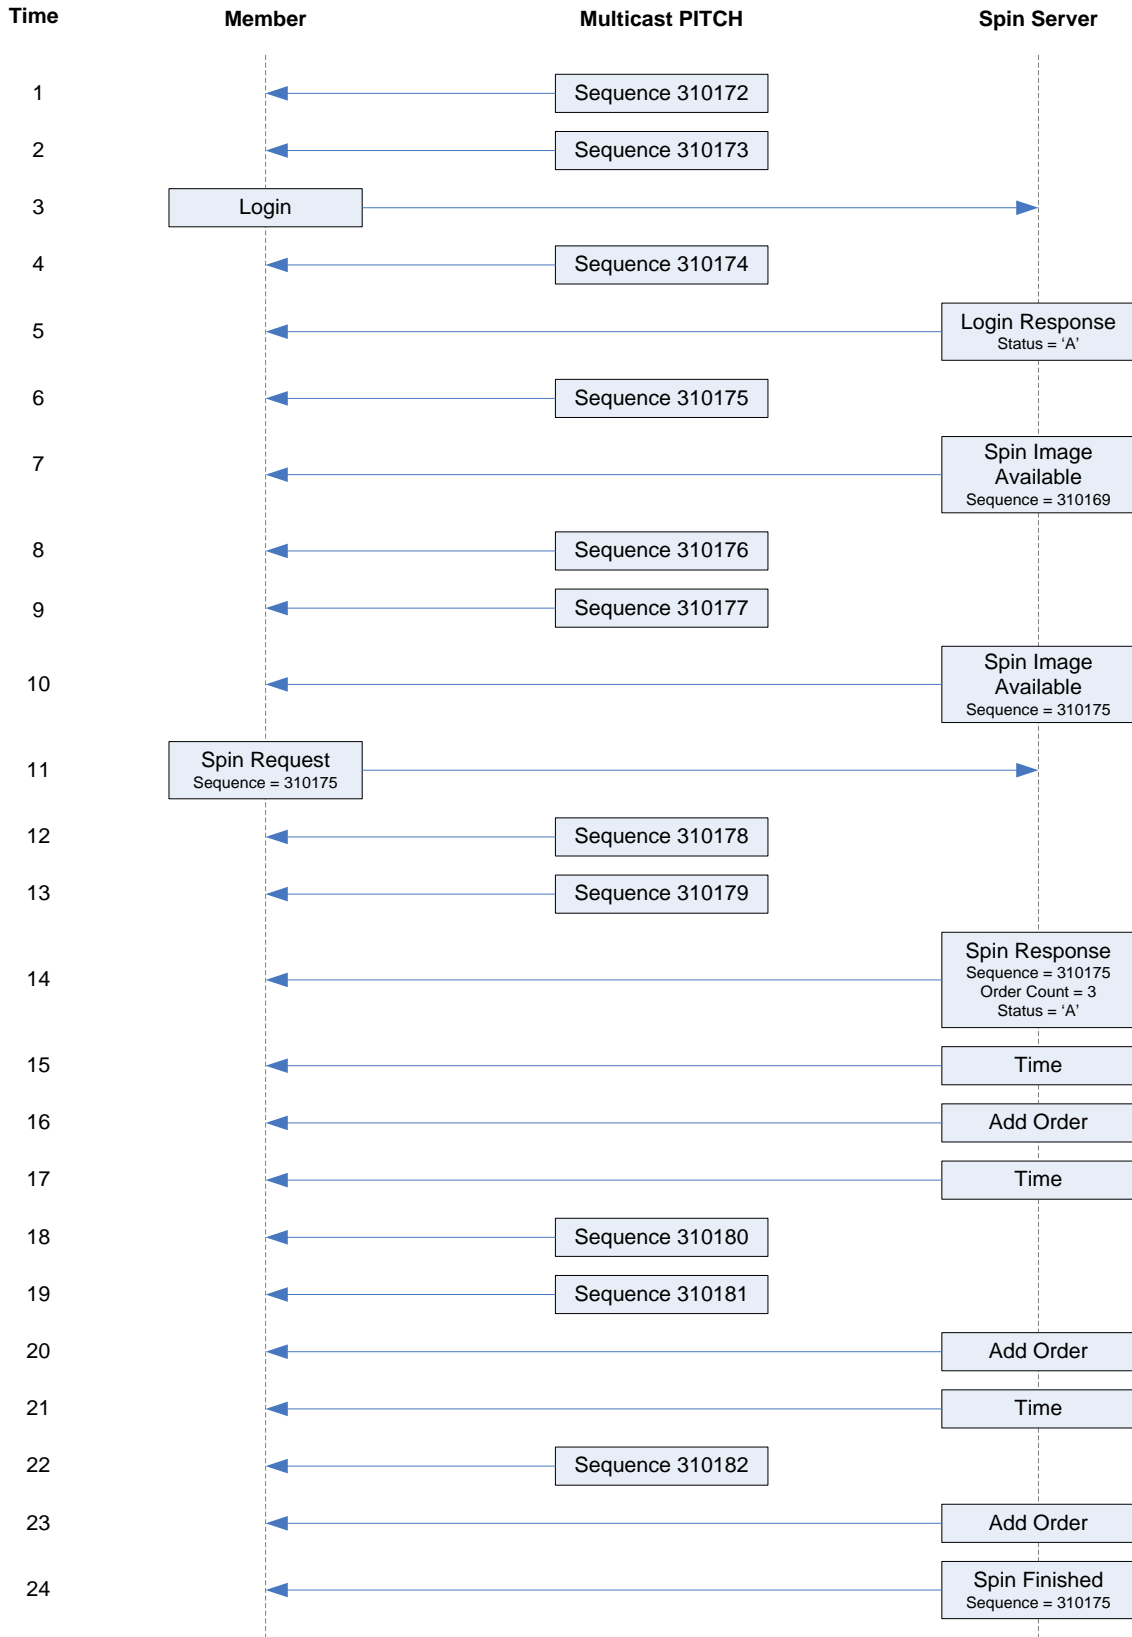 Time Member Multicast PITCH Spin Server
1 Sequence 310172
2 Sequence 310173
3 Login
4 Sequence 310174
5 Login Response
Status = ‘A’
6 Sequence 310175
7 Spin Image
Available
Sequence = 310169
8 Sequence 310176
9 Sequence 310177
10 Spin Image
Available
Sequence = 310175
11 Spin Request
Sequence = 310175
12 Sequence 310178
13 Sequence 310179
14 Spin Response
Sequence = 310175
Order Count = 3
Status = ‘A’
15 Time
16 Add Order
17 Time
18 Sequence 310180
19 Sequence 310181
20 Add Order
21 Time
22 Sequence 310182
23 Add Order
24 Spin Finished
Sequence = 310175